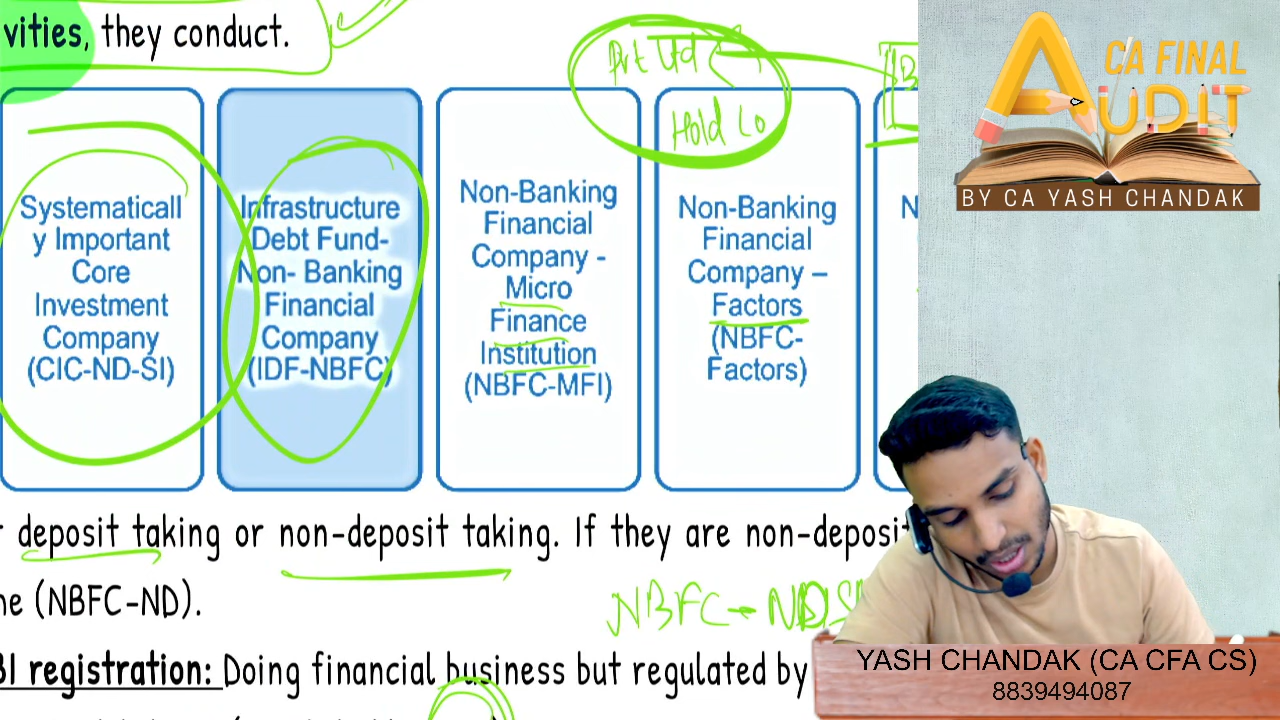 vities, they conduct.
Pvt Ltd
Hold Co
Systematicall
y Important
Core
Investment
Company
(CIC-ND-SI)
Infrastructure
Debt Fund-
Non- Banking
Financial
Company
(IDF-NBFC)
Non-Banking
Financial
Company -
Micro
Finance
Institution
(NBFC-MFI)
Non-Banking
Financial
Company –
Factors
(NBFC-
Factors)
N
deposit taking or non-deposit taking. If they are non-deposit
ne (NBFC-ND).
NBFC - NDSI
BI registration: Doing financial business but regulated by
CA FINAL
AUDIT
BY CA YASH CHANDAK
YASH CHANDAK (CA CFA CS)
8839494087